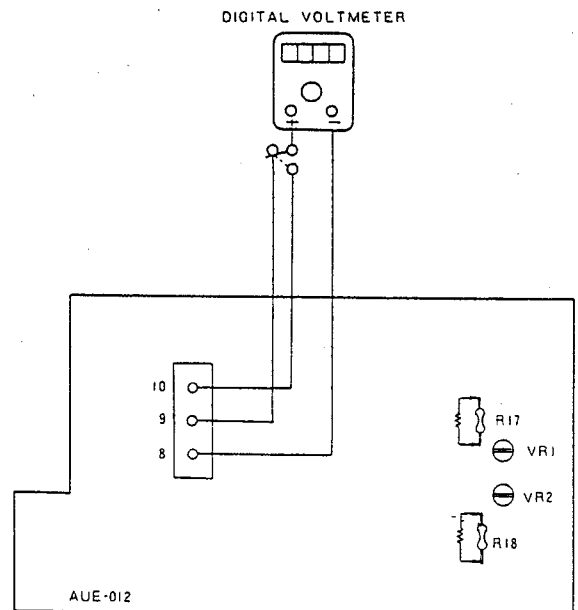 DIGITAL VOLTMETER
+ −
10
9
8
R17
VR1
VR2
R18
AUE-012